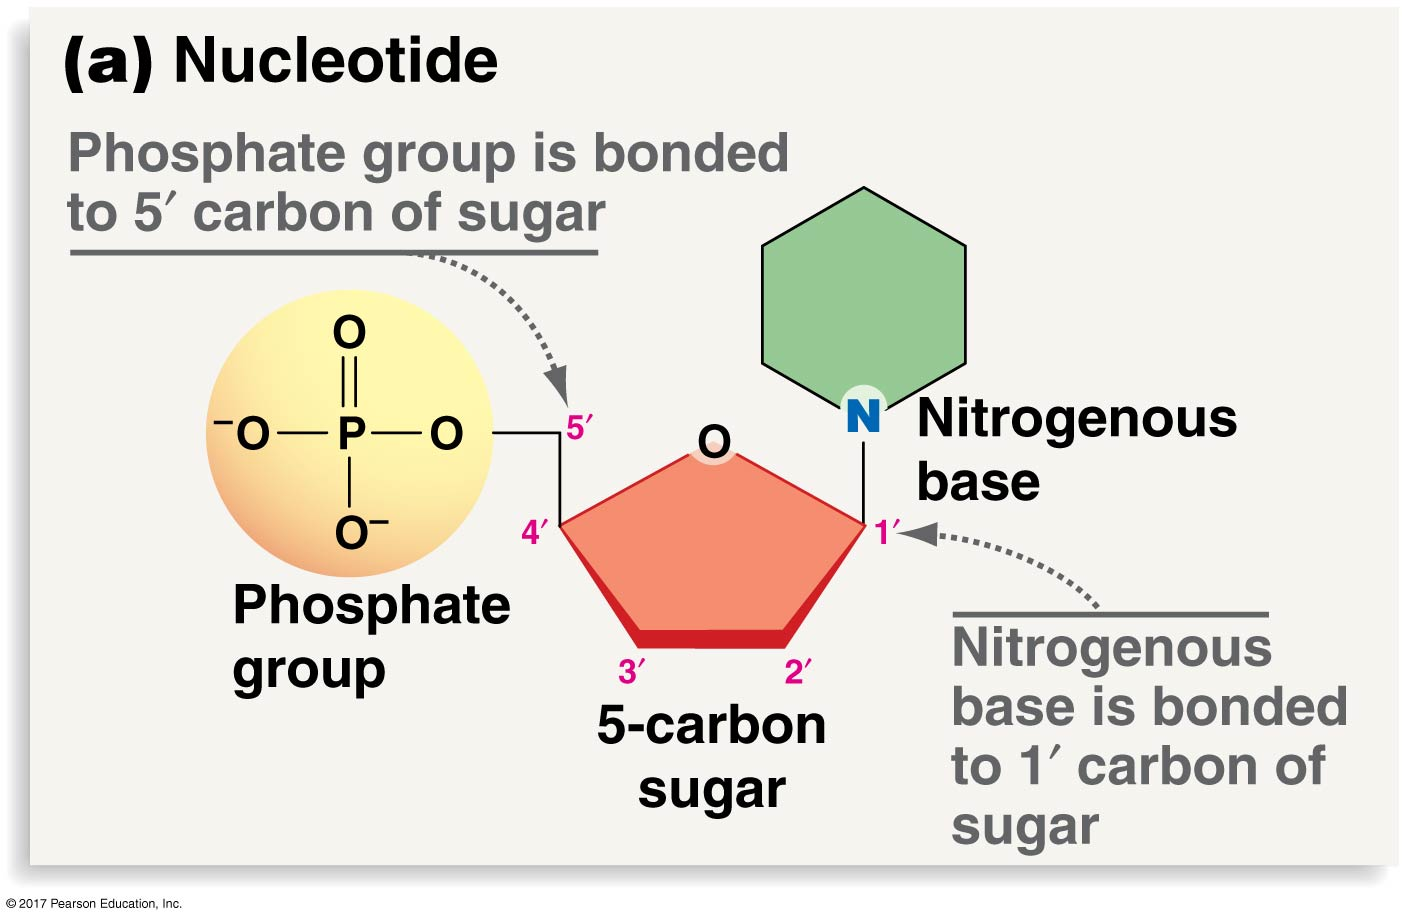 (a) Nucleotide
Phosphate group is bonded
to 5′ carbon of sugar
O
⁻O
P
O
O⁻
5′
4′
O
1′
3′
2′
N
Nitrogenous
base
Phosphate
group
5-carbon
sugar
Nitrogenous
base is bonded
to 1′ carbon of
sugar
© 2017 Pearson Education, Inc.